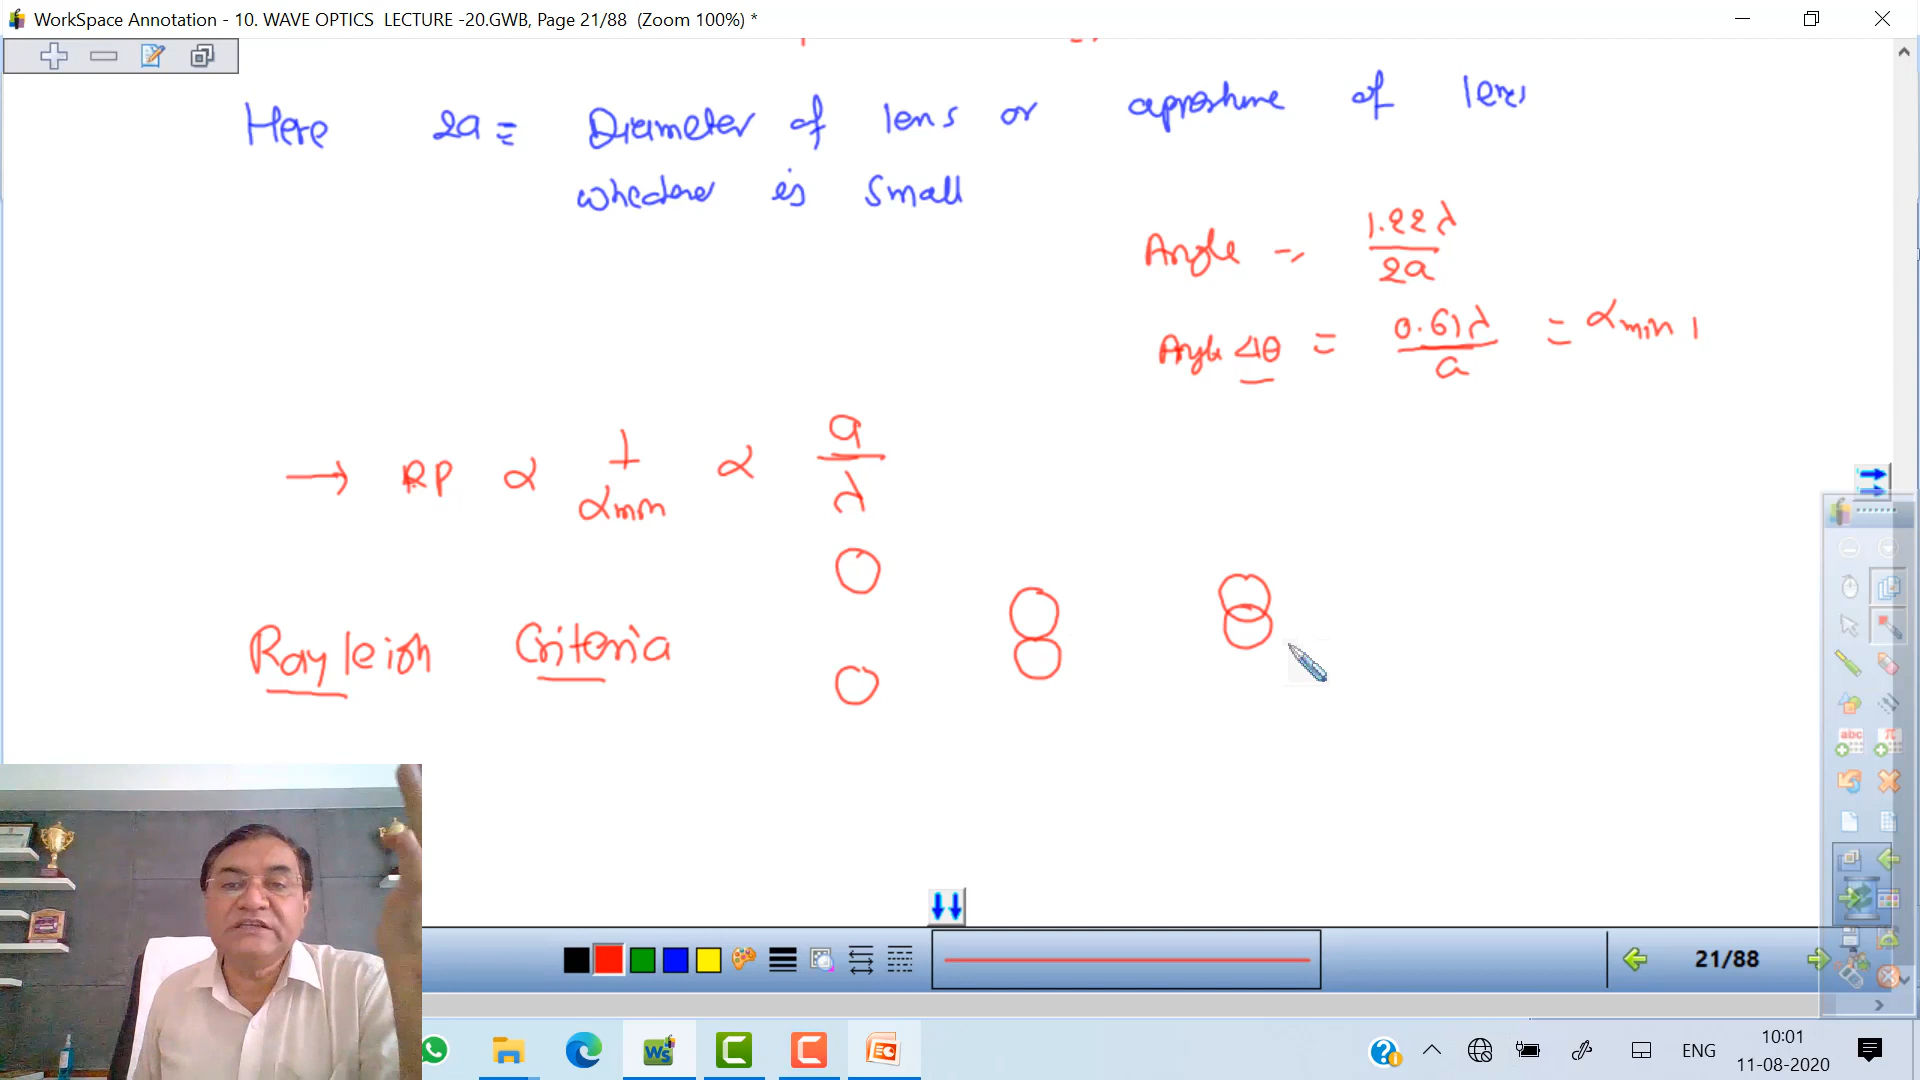 WorkSpace Annotation - 10. WAVE OPTICS LECTURE -20.GWB, Page 21/88 (Zoom 100%) *
Here 2a = Diameter of lens or of lens
is small
Angle = 1.22λ / 2a
Angle Δθ = 0.61λ / a = αmin
→ RP α 1 / αmin α a / λ
Rayleigh Criteria
abc π
21/88
WS
ENG
10:01
11-08-2020